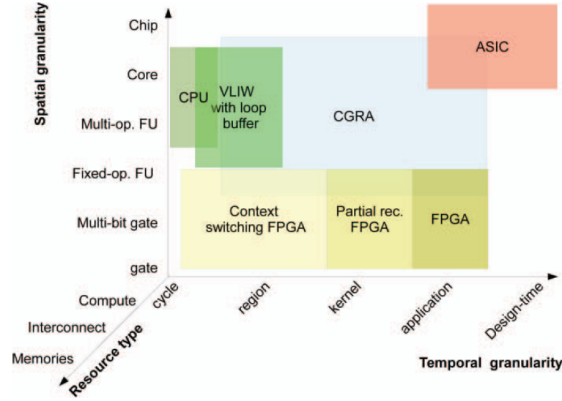 Spatial granularity
Chip
Core
Multi-op. FU
Fixed-op. FU
Multi-bit gate
gate
CPU
VLIW
with loop
buffer
CGRA
ASIC
Context
switching FPGA
Partial rec.
FPGA
FPGA
cycle
region
kernel
application
Design-time
Compute
Interconnect
Memories
Resource type
Temporal granularity